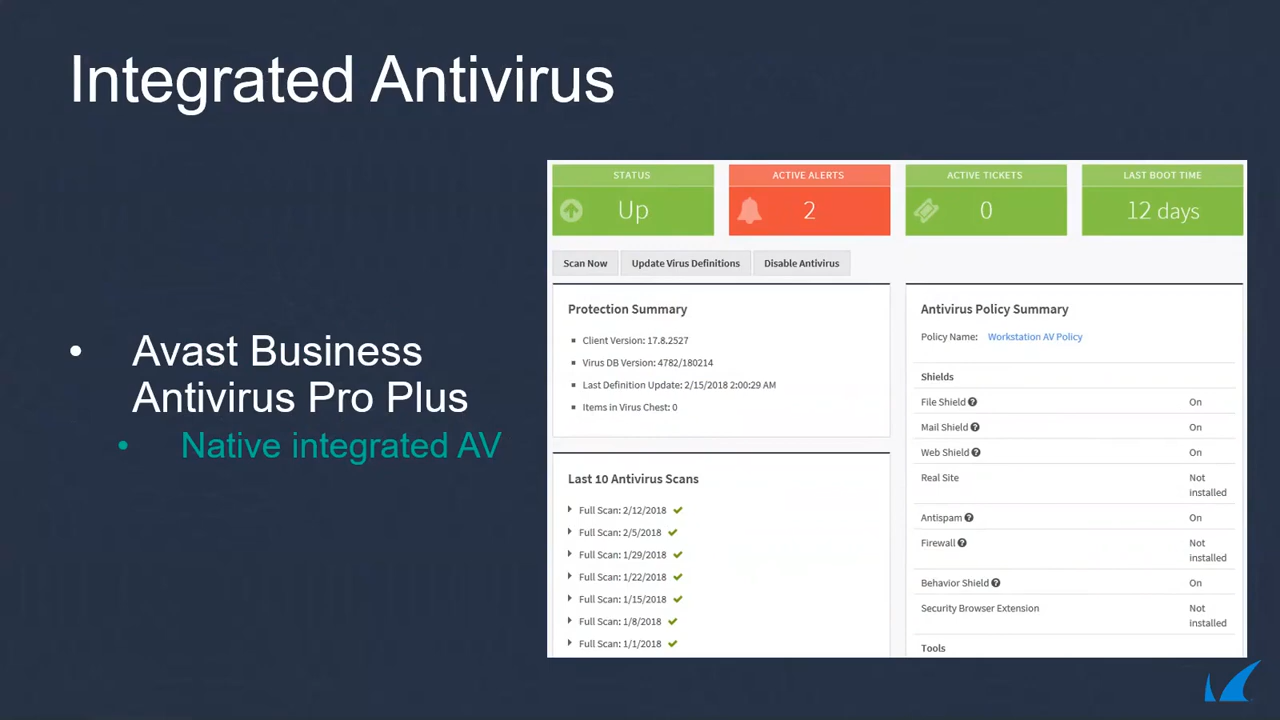 Integrated Antivirus
• Avast Business
Antivirus Pro Plus
• Native integrated AV
STATUS
Up
ACTIVE ALERTS
2
ACTIVE TICKETS
0
LAST BOOT TIME
12 days
Scan Now
Update Virus Definitions
Disable Antivirus
Protection Summary
Client Version: 17.8.2527
Virus DB Version: 4782/180214
Last Definition Update: 2/15/2018 2:00:29 AM
Items in Virus Chest: 0
Last 10 Antivirus Scans
Full Scan: 2/12/2018
Full Scan: 2/5/2018
Full Scan: 1/29/2018
Full Scan: 1/22/2018
Full Scan: 1/15/2018
Full Scan: 1/8/2018
Full Scan: 1/1/2018
Antivirus Policy Summary
Policy Name: Workstation AV Policy
Shields
File Shield On
Mail Shield On
Web Shield On
Real Site Not
installed
Antispam On
Firewall Not
installed
Behavior Shield On
Security Browser Extension Not
installed
Tools